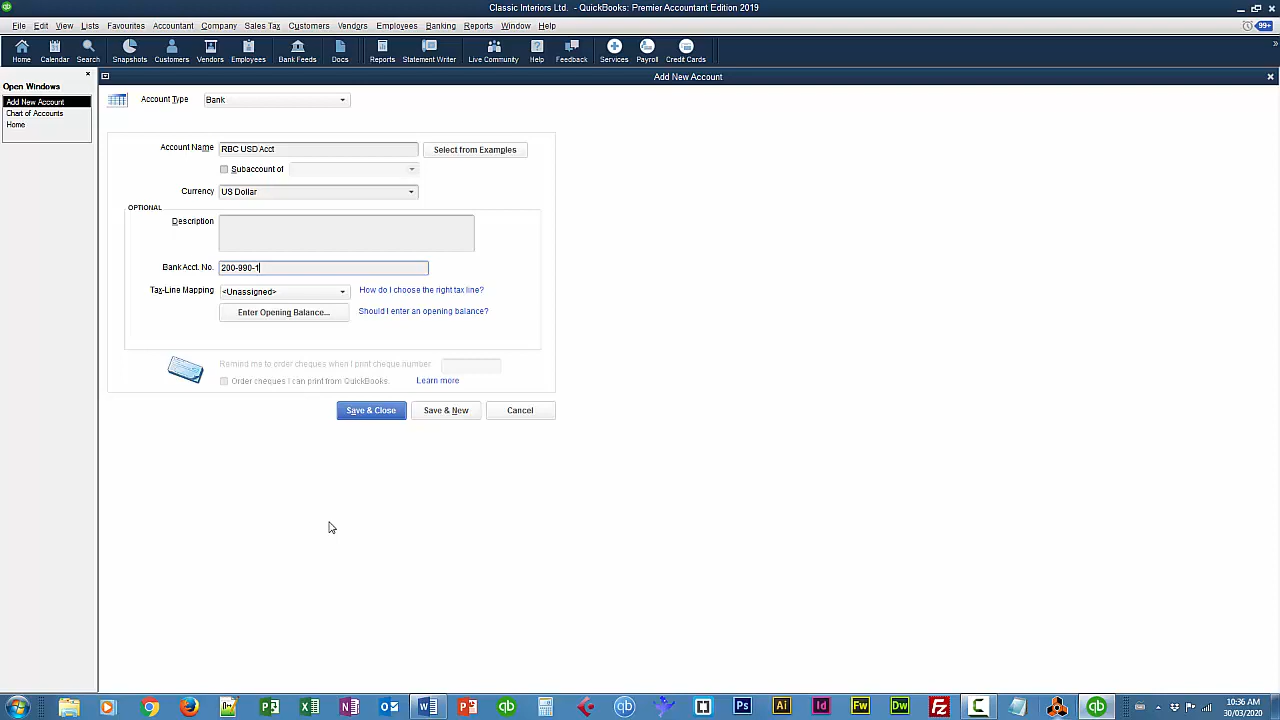 Classic Interiors Ltd. - QuickBooks: Premier Accountant Edition 2019
File Edit View Lists Favourites Accountant Company Sales Tax Customers Vendors Employees Banking Reports Window Help 99+
Home Calendar Search Snapshots Customers Vendors Employees Bank Feeds Docs Reports Statement Writer Live Community Help Feedback Services Payroll Credit Cards
Open Windows
Add New Account
Chart of Accounts
Home
Add New Account
Account Type Bank
Account Name RBC USD Acct Select from Examples
Subaccount of
Currency US Dollar
OPTIONAL
Description
Bank Acct. No. 200-990-1
Tax-Line Mapping <Unassigned> How do I choose the right tax line?
Enter Opening Balance... Should I enter an opening balance?
Remind me to order cheques when I print cheque number
Order cheques I can print from QuickBooks. Learn more
Save & Close Save & New Cancel
10:36 AM
30/03/2020